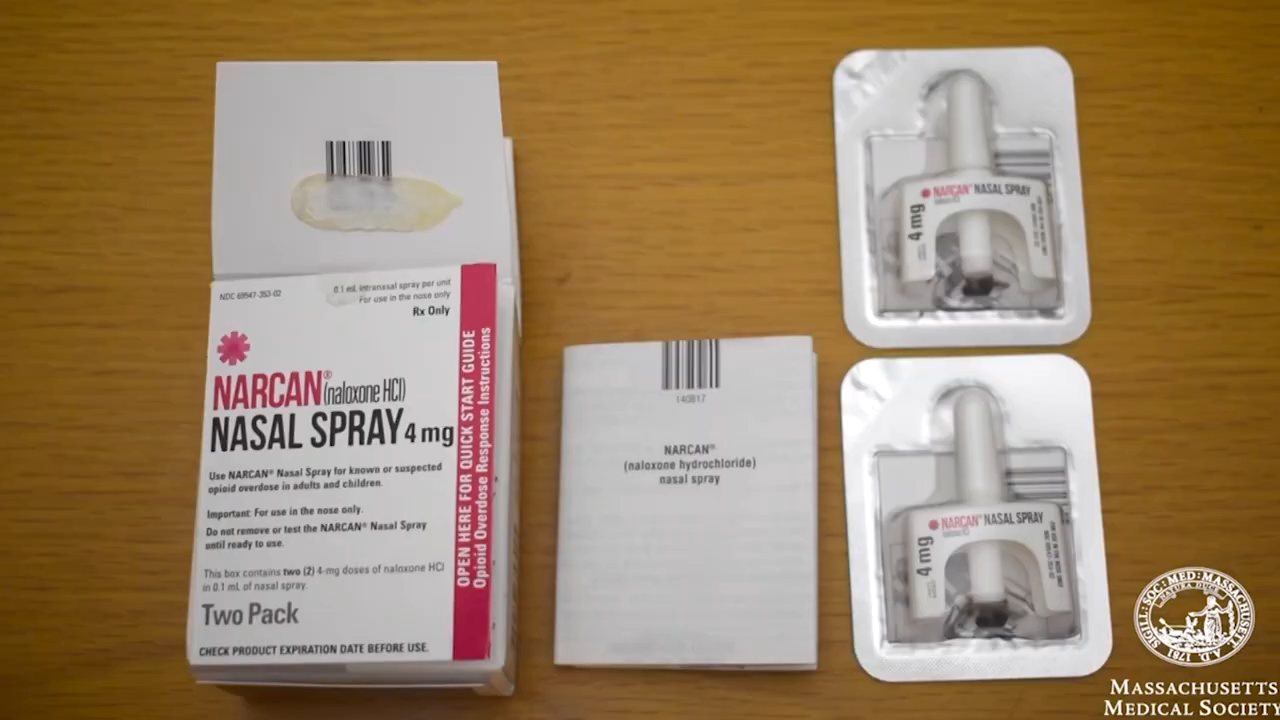 NDC 69547-353-02
0.1 mL intranasal spray per unit
For use in the nose only
Rx Only
NARCAN® (naloxone HCl)
NASAL SPRAY 4 mg
Use NARCAN® Nasal Spray for known or suspected
opioid overdose in adults and children.
Important: For use in the nose only.
Do not remove or test the NARCAN® Nasal Spray
until ready to use.
This box contains two (2) 4-mg doses of naloxone HCl
in 0.1 mL of nasal spray.
Two Pack
CHECK PRODUCT EXPIRATION DATE BEFORE USE.
OPEN HERE FOR QUICK START GUIDE
Opioid Overdose Response Instructions
140817
NARCAN®
(naloxone hydrochloride)
nasal spray
NARCAN® NASAL SPRAY
4 mg
NARCAN® NASAL SPRAY
4 mg
SIGILL: SOC: MED: MASSACHUSETT.
A.D. 1781
MASSACHUSETTS
MEDICAL SOCIETY